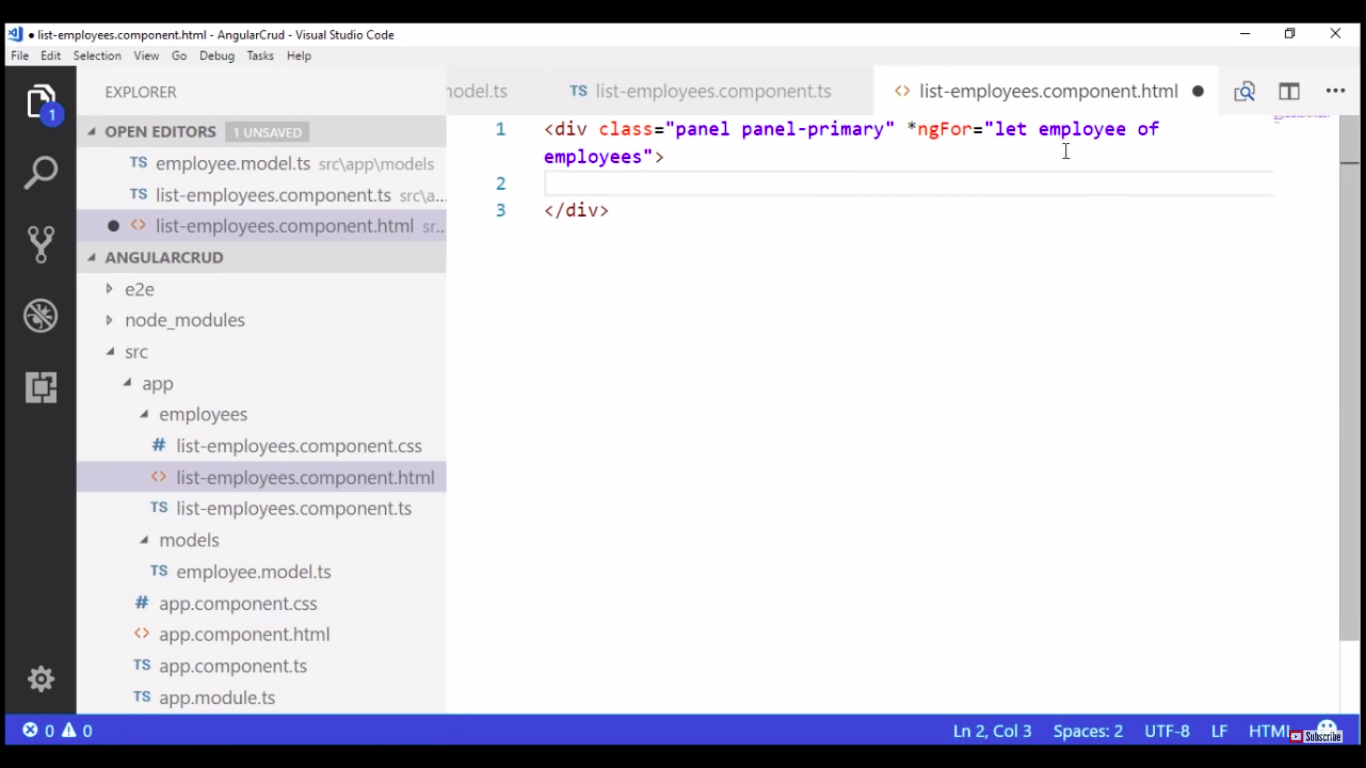 list-employees.component.html - AngularCrud - Visual Studio Code
File Edit Selection View Go Debug Tasks Help
1
EXPLORER
OPEN EDITORS 1 UNSAVED
TS employee.model.ts src\app\models
TS list-employees.component.ts src\a...
<> list-employees.component.html sr...
ANGULARCRUD
e2e
node_modules
src
app
employees
# list-employees.component.css
<> list-employees.component.html
TS list-employees.component.ts
models
TS employee.model.ts
# app.component.css
<> app.component.html
TS app.component.ts
TS app.module.ts
nodel.ts TS list-employees.component.ts <> list-employees.component.html
1 <div class="panel panel-primary" *ngFor="let employee of
employees">
2
3 </div>
0 0 Ln 2, Col 3 Spaces: 2 UTF-8 LF HTML
Subscribe